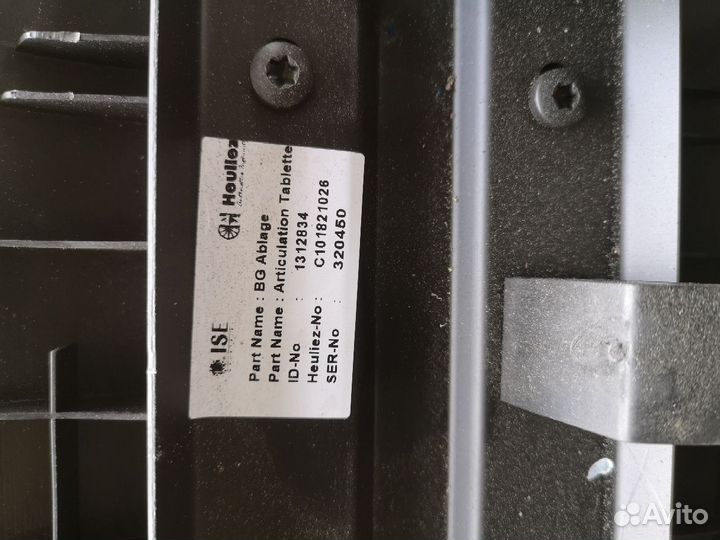 ISE Heuliez
Part Name : BG Ablage
Part Name : Articulation Tablette
ID-No : 1312834
Heuliez-No : C101821026
SER-No : 320450
Avito